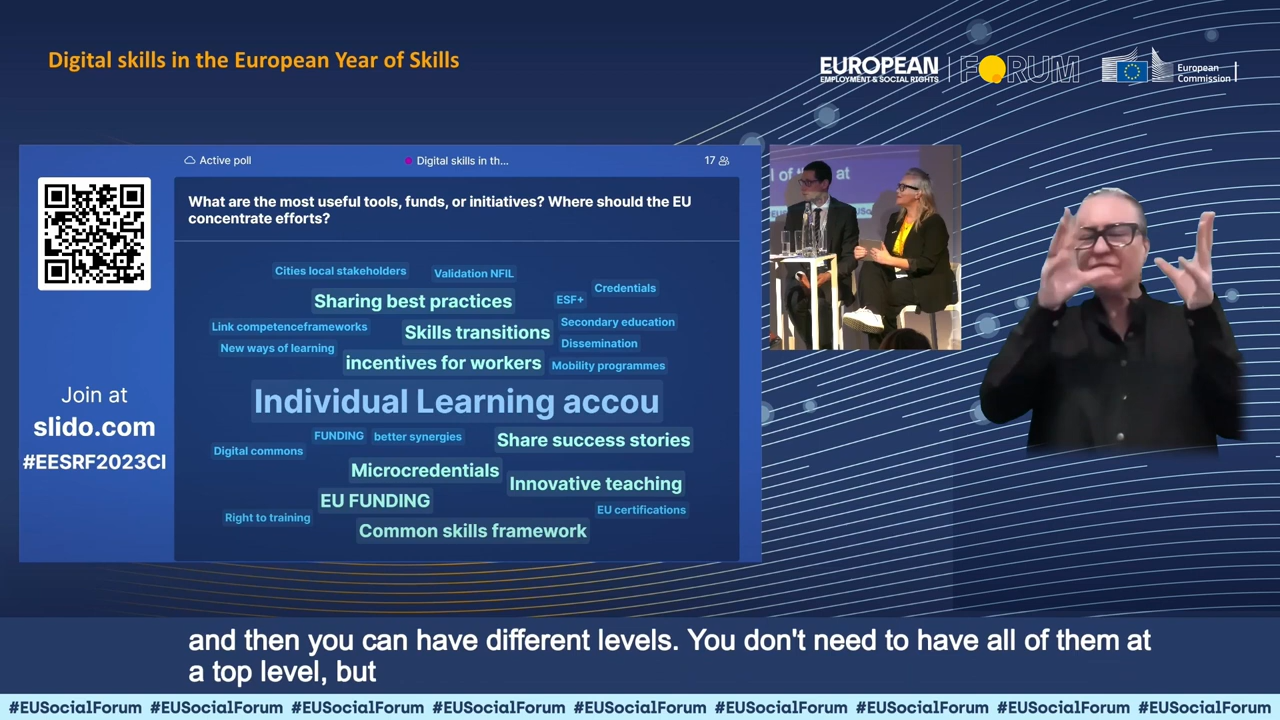 Digital skills in the European Year of Skills
EUROPEAN
EMPLOYMENT & SOCIAL RIGHTS
FORUM
European
Commission
Active poll
Digital skills in th...
17
What are the most useful tools, funds, or initiatives? Where should the EU
concentrate efforts?
Cities local stakeholders
Validation NFIL
Credentials
Sharing best practices
ESF+
Link competenceframeworks
Skills transitions
Secondary education
New ways of learning
Dissemination
incentives for workers
Mobility programmes
Individual Learning accou
FUNDING
better synergies
Share success stories
Digital commons
Microcredentials
Innovative teaching
EU FUNDING
EU certifications
Right to training
Common skills framework
Join at
slido.com
#EESRF2023CI
and then you can have different levels. You don't need to have all of them at
a top level, but
#EUSocialForum #EUSocialForum #EUSocialForum #EUSocialForum #EUSocialForum #EUSocialForum #EUSocialForum #EUSocialForum #EUSocialForum